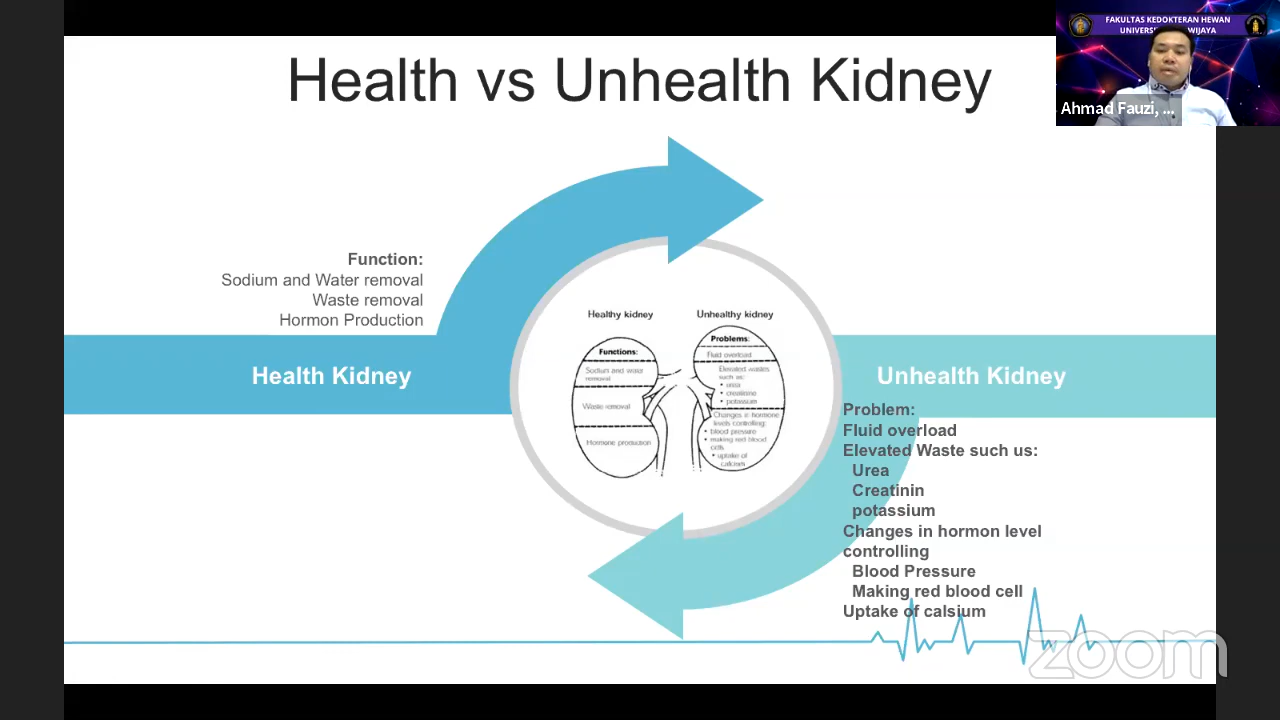 Health vs Unhealth Kidney
FAKULTAS KEDOKTERAN HEWAN
WIJAYA
Ahmad Fauzi, ...
Function:
Sodium and Water removal
Waste removal
Hormon Production
Health Kidney
Healthy kidney
Functions:
Sodium and water
removal
Waste removal
Hormone production
Unhealthy kidney
Problems:
Fluid overload
Elevated wastes
such as:
• urea
• creatinine
• potassium
Changes in hormone
levels controlling:
• blood pressure
• making red blood
cells
• uptake of
calcium
Unhealth Kidney
Problem:
Fluid overload
Elevated Waste such us:
Urea
Creatinin
potassium
Changes in hormon level
controlling
Blood Pressure
Making red blood cell
Uptake of calsium
zoom